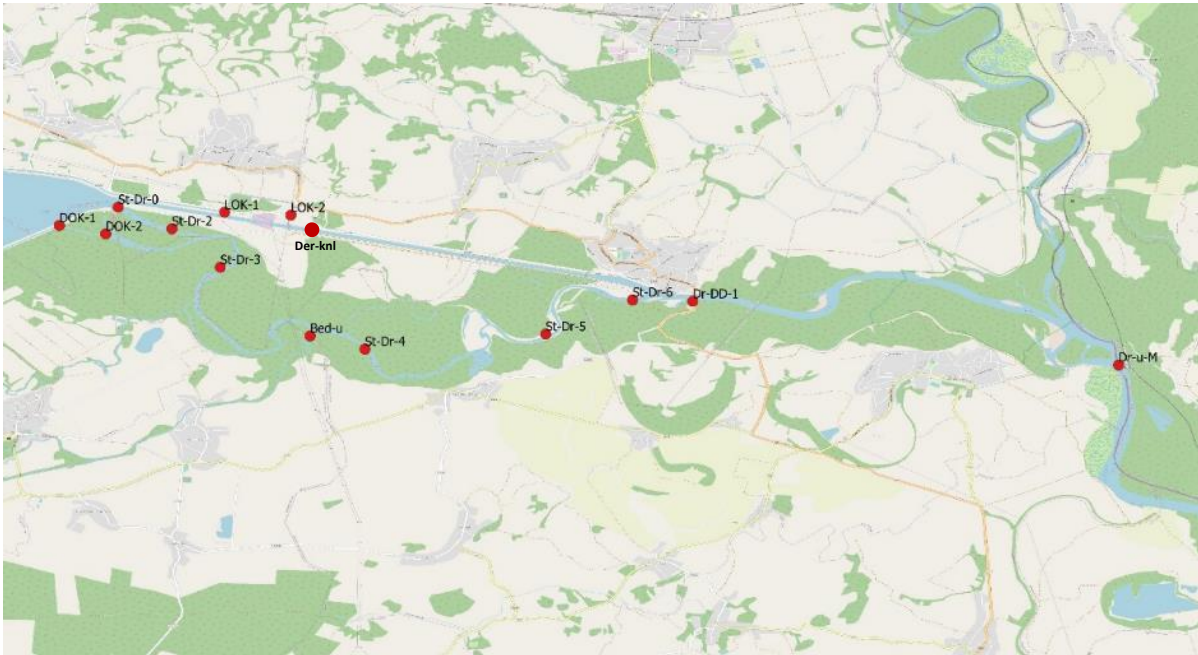 St-Dr-0
LOK-1
LOK-2
DOK-1
DOK-2
St-Dr-2
Der-knl
St-Dr-3
St-Dr-6
Dr-DD-1
Bed-u
St-Dr-4
St-Dr-5
Dr-u-M